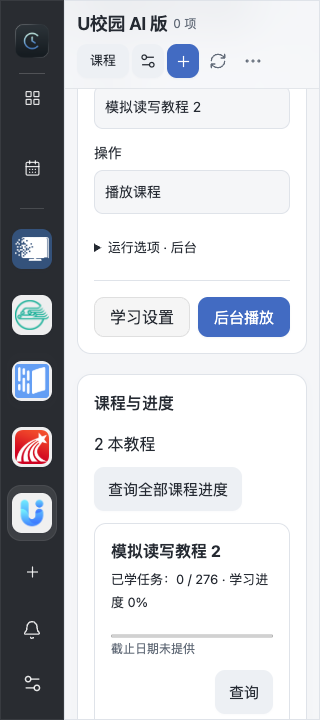 U校园 AI 版 0 项
课程
模拟读写教程 2
操作
播放课程
运行选项 · 后台
学习设置
后台播放
课程与进度
2 本教程
查询全部课程进度
模拟读写教程 2
已学任务：0 / 276 · 学习进
度 0%
截止日期未提供
查询